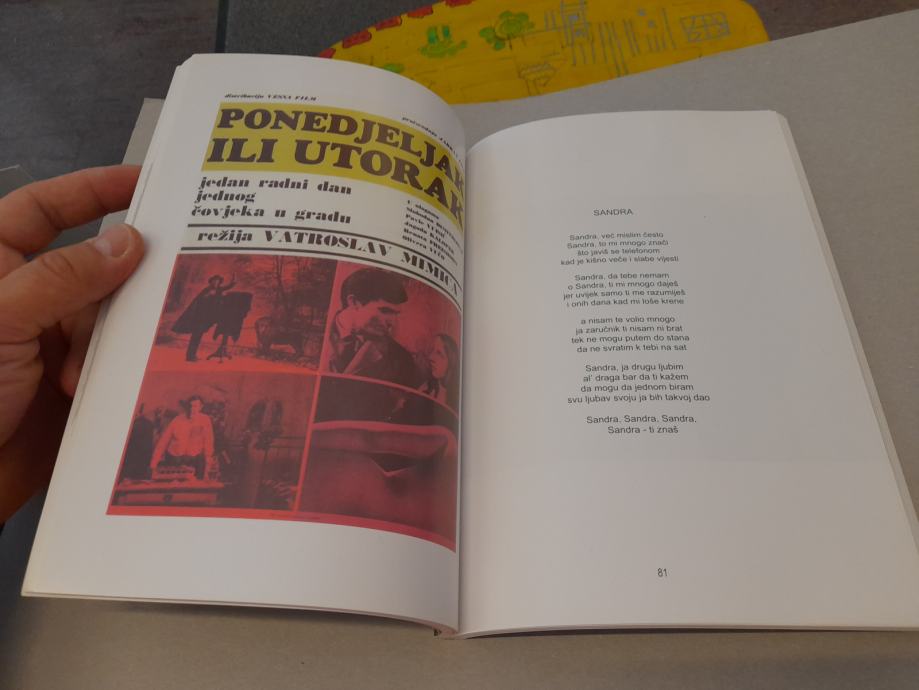 distribucija VESNA FILM
proizvodnja
PONEDJELJAK
ILI UTORAK
jedan radni dan
jednog
čovjeka u gradu
režija VATROSLAV MIMICA
SANDRA
Sandra, već mislim često
Sandra, to mi mnogo znači
što javiš se telefonom
kad je kišno veče i slabe vijesti
Sandra, da tebe nemam
o Sandra, ti mi mnogo daješ
jer uvijek samo ti me razumiješ
i onih dana kad mi loše krene
a nisam te volio mnogo
ja zaručnik ti nisam ni brat
tek ne mogu putem do stana
da ne svratim k tebi na sat
Sandra, ja drugu ljubim
al' draga bar da ti kažem
da mogu da jednom biram
svu ljubav svoju ja bih takvoj dao
Sandra, Sandra, Sandra,
Sandra - ti znaš
81